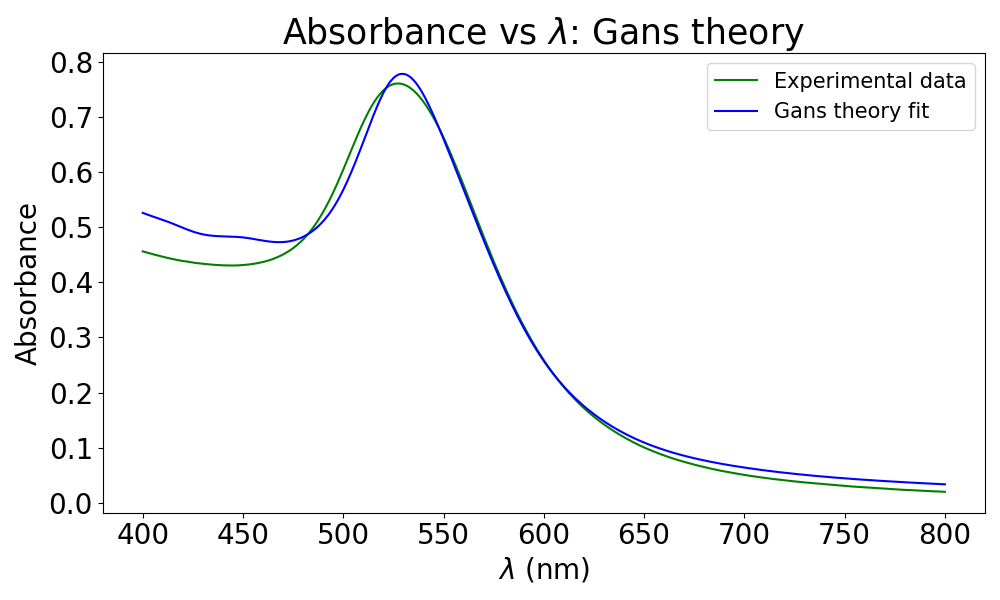 Absorbance vs λ: Gans theory
Experimental data
Gans theory fit
Absorbance
0.8
0.7
0.6
0.5
0.4
0.3
0.2
0.1
0.0
400 450 500 550 600 650 700 750 800
λ (nm)